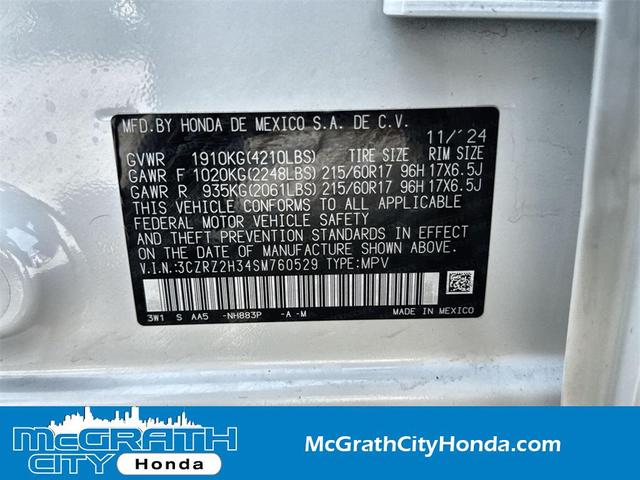 MFD.BY HONDA DE MEXICO S.A. DE C.V.
11/´24
GVWR 1910KG(4210LBS) TIRE SIZE RIM SIZE
GAWR F 1020KG(2248LBS) 215/60R17 96H 17X6.5J
GAWR R 935KG(2061LBS) 215/60R17 96H 17X6.5J
THIS VEHICLE CONFORMS TO ALL APPLICABLE
FEDERAL MOTOR VEHICLE SAFETY
AND THEFT PREVENTION STANDARDS IN EFFECT
ON THE DATE OF MANUFACTURE SHOWN ABOVE.
V.I.N.:3CZRZ2H34SM760529 TYPE:MPV
3W1 S AA5 -NH883P -A-M MADE IN MEXICO
McGRATH
CITY Honda
McGrathCityHonda.com